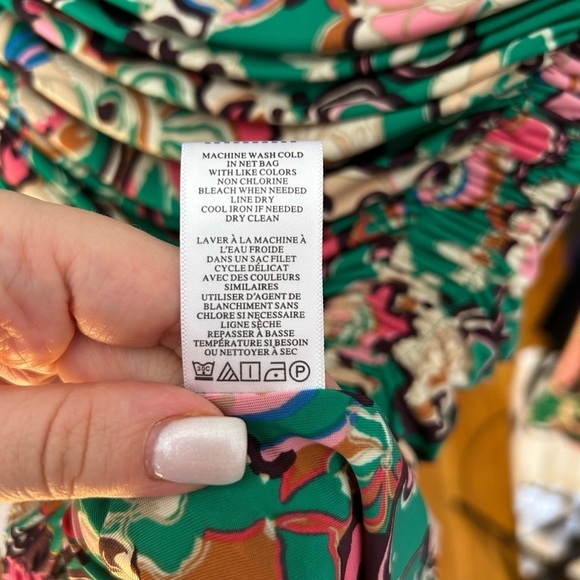 MACHINE WASH COLD
IN NET BAG
WITH LIKE COLORS
NON CHLORINE
BLEACH WHEN NEEDED
LINE DRY
COOL IRON IF NEEDED
DRY CLEAN
LAVER À LA MACHINE À
L'EAU FROIDE
DANS UN SAC FILET
CYCLE DÉLICAT
AVEC DES COULEURS
SIMILAIRES
UTILISER D'AGENT DE
BLANCHIMENT SANS
CHLORE SI NECESSAIRE
LIGNE SÈCHE
REPASSER À BASSE
TEMPÉRATURE SI BESOIN
OU NETTOYER À SEC
P